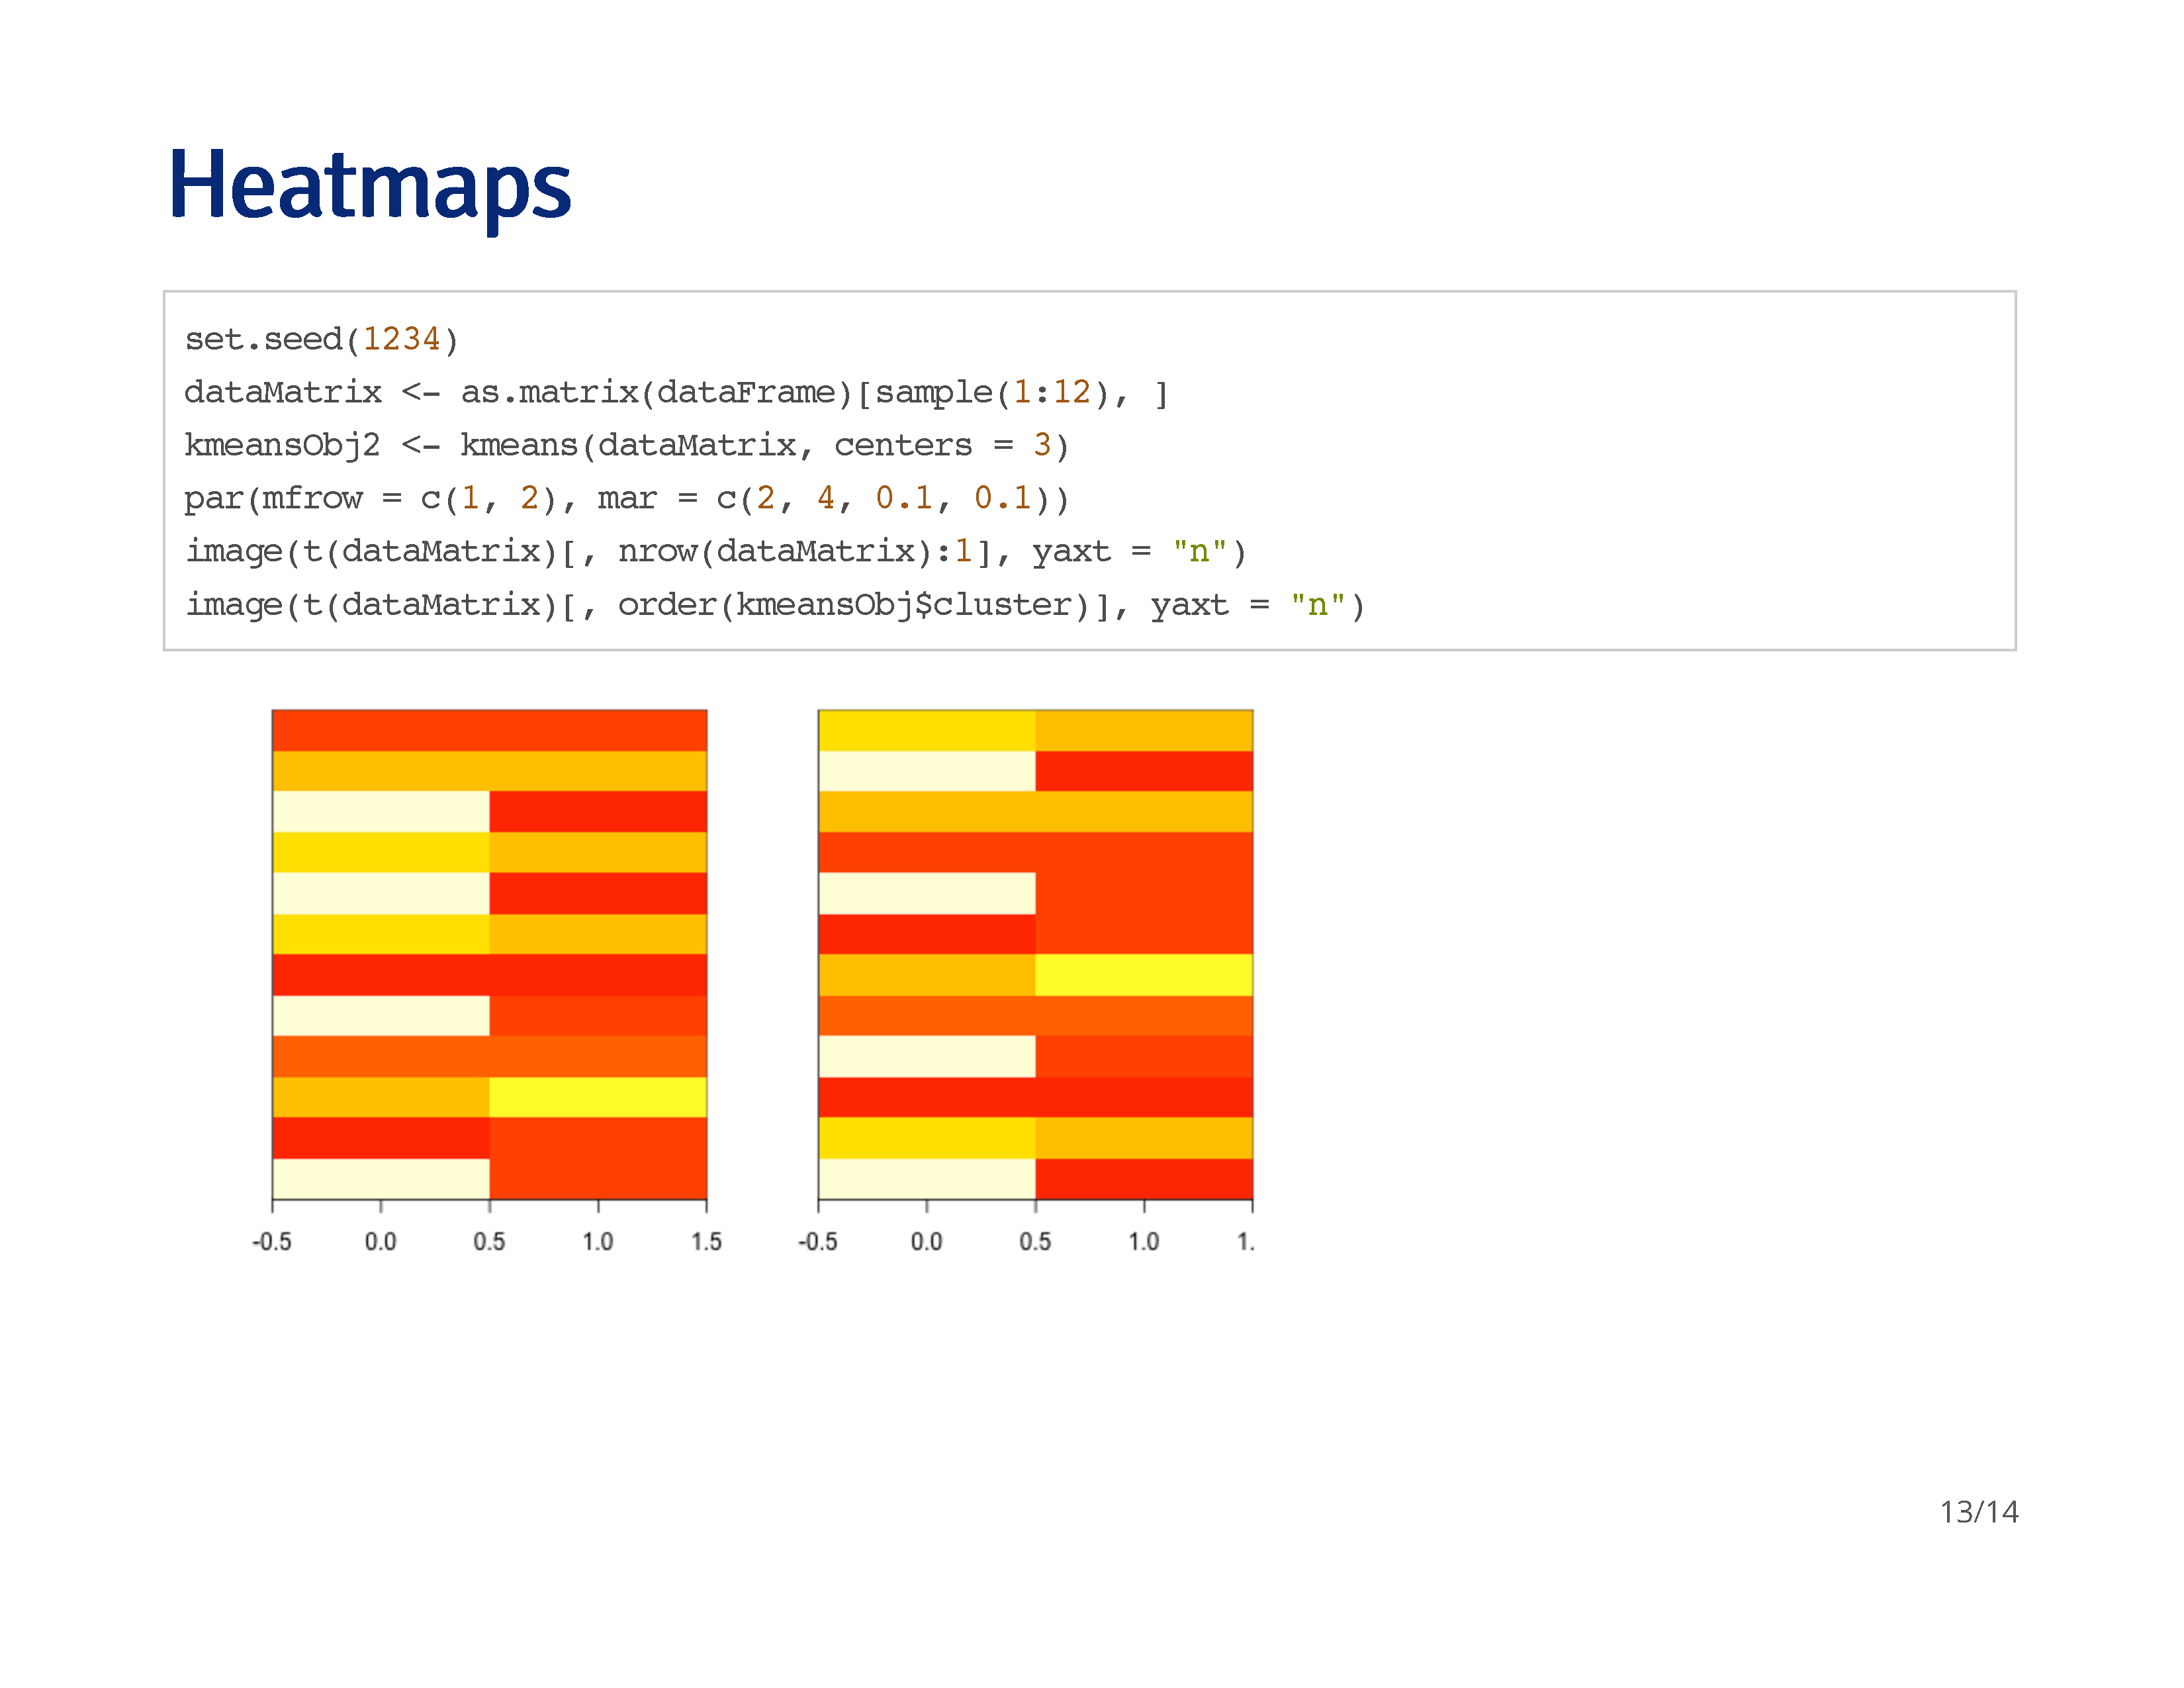 Heatmaps
set.seed(1234)
dataMatrix <- as.matrix(dataFrame)[sample(1:12), ]
kmeansObj2 <- kmeans(dataMatrix, centers = 3)
par(mfrow = c(1, 2), mar = c(2, 4, 0.1, 0.1))
image(t(dataMatrix)[, nrow(dataMatrix):1], yaxt = "n")
image(t(dataMatrix)[, order(kmeansObj$cluster)], yaxt = "n")
-0.5 0.0 0.5 1.0 1.5 -0.5 0.0 0.5 1.0 1.
13/14